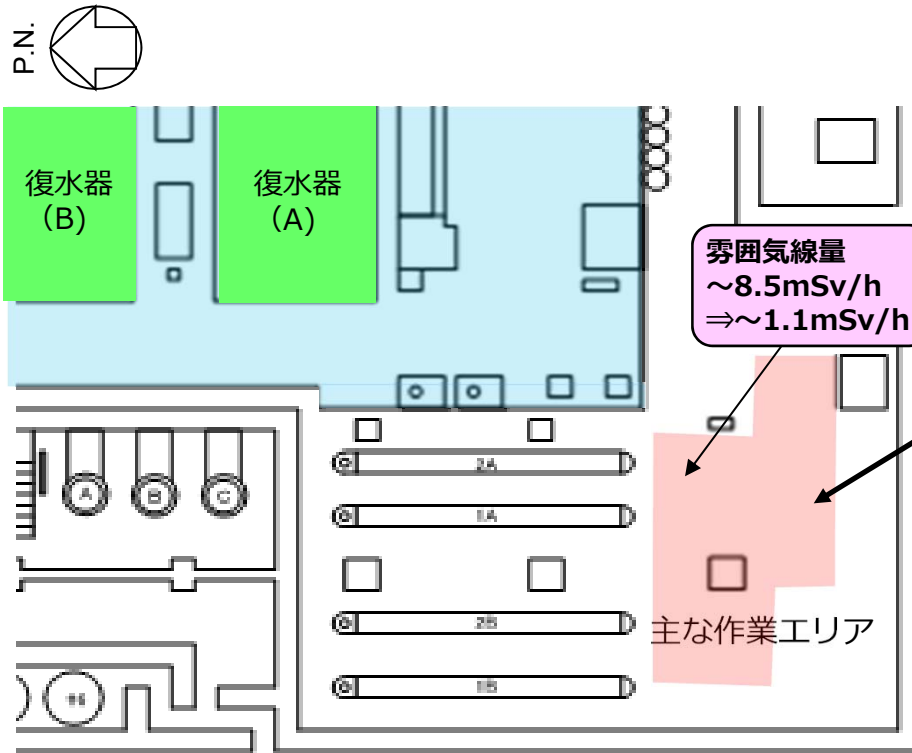 P.N.
復水器
（B)
復水器
（A)
雰囲気線量
～8.5mSv/h
⇒～1.1mSv/h
A
B
C
2A
1A
2B
1B
主な作業エリア